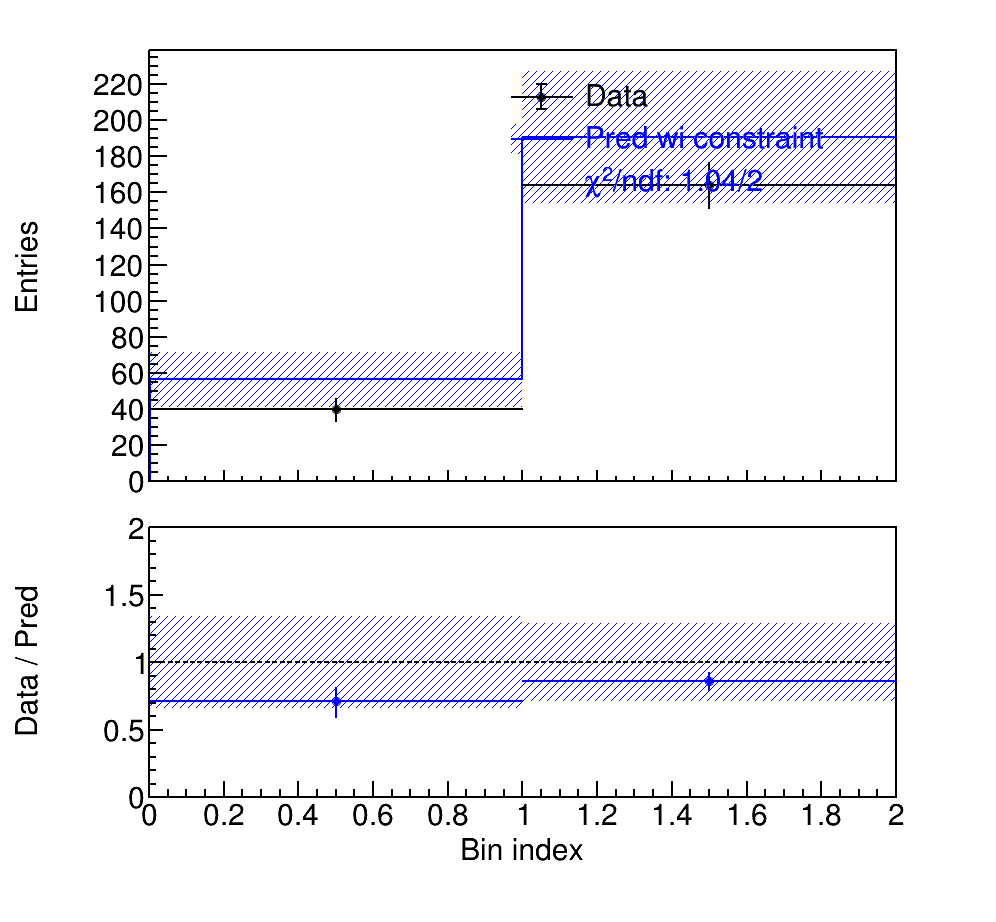 220
200
180
160
140
120
100
80
60
40
20
0
Entries
Data
Pred wi constraint
χ²/ndf: 1.04/2
2
1.5
1
0.5
0
Data / Pred
0 0.2 0.4 0.6 0.8 1 1.2 1.4 1.6 1.8 2
Bin index